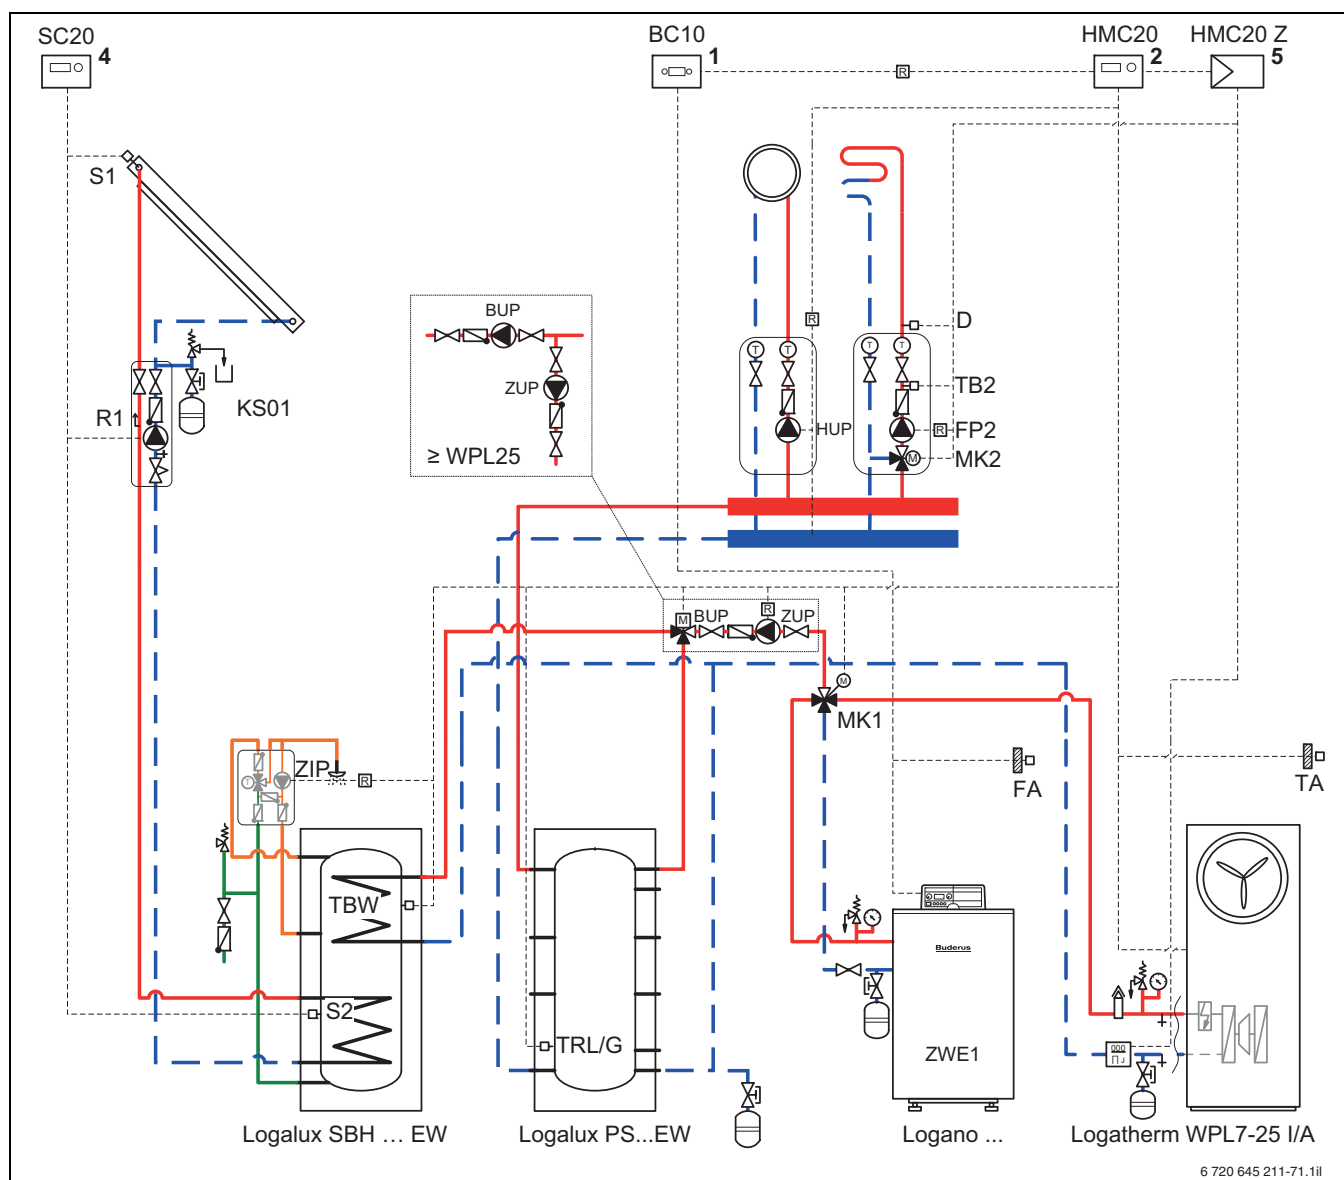 SC20
4
BC10
1
HMC20
2
HMC20 Z
5
R
S1
R
D
T
T
T
T
BUP
ZUP
≥ WPL25
KS01
R1
TB2
HUP
R
FP2
MK2
M
M
BUP
R
ZUP
M
MK1
ZIP
T
R
FA
TA
TBW
S2
TRL/G
Buderus
ZWE1
000
Logalux SBH ... EW
Logalux PS...EW
Logano ...
Logatherm WPL7-25 I/A
6 720 645 211-71.1il